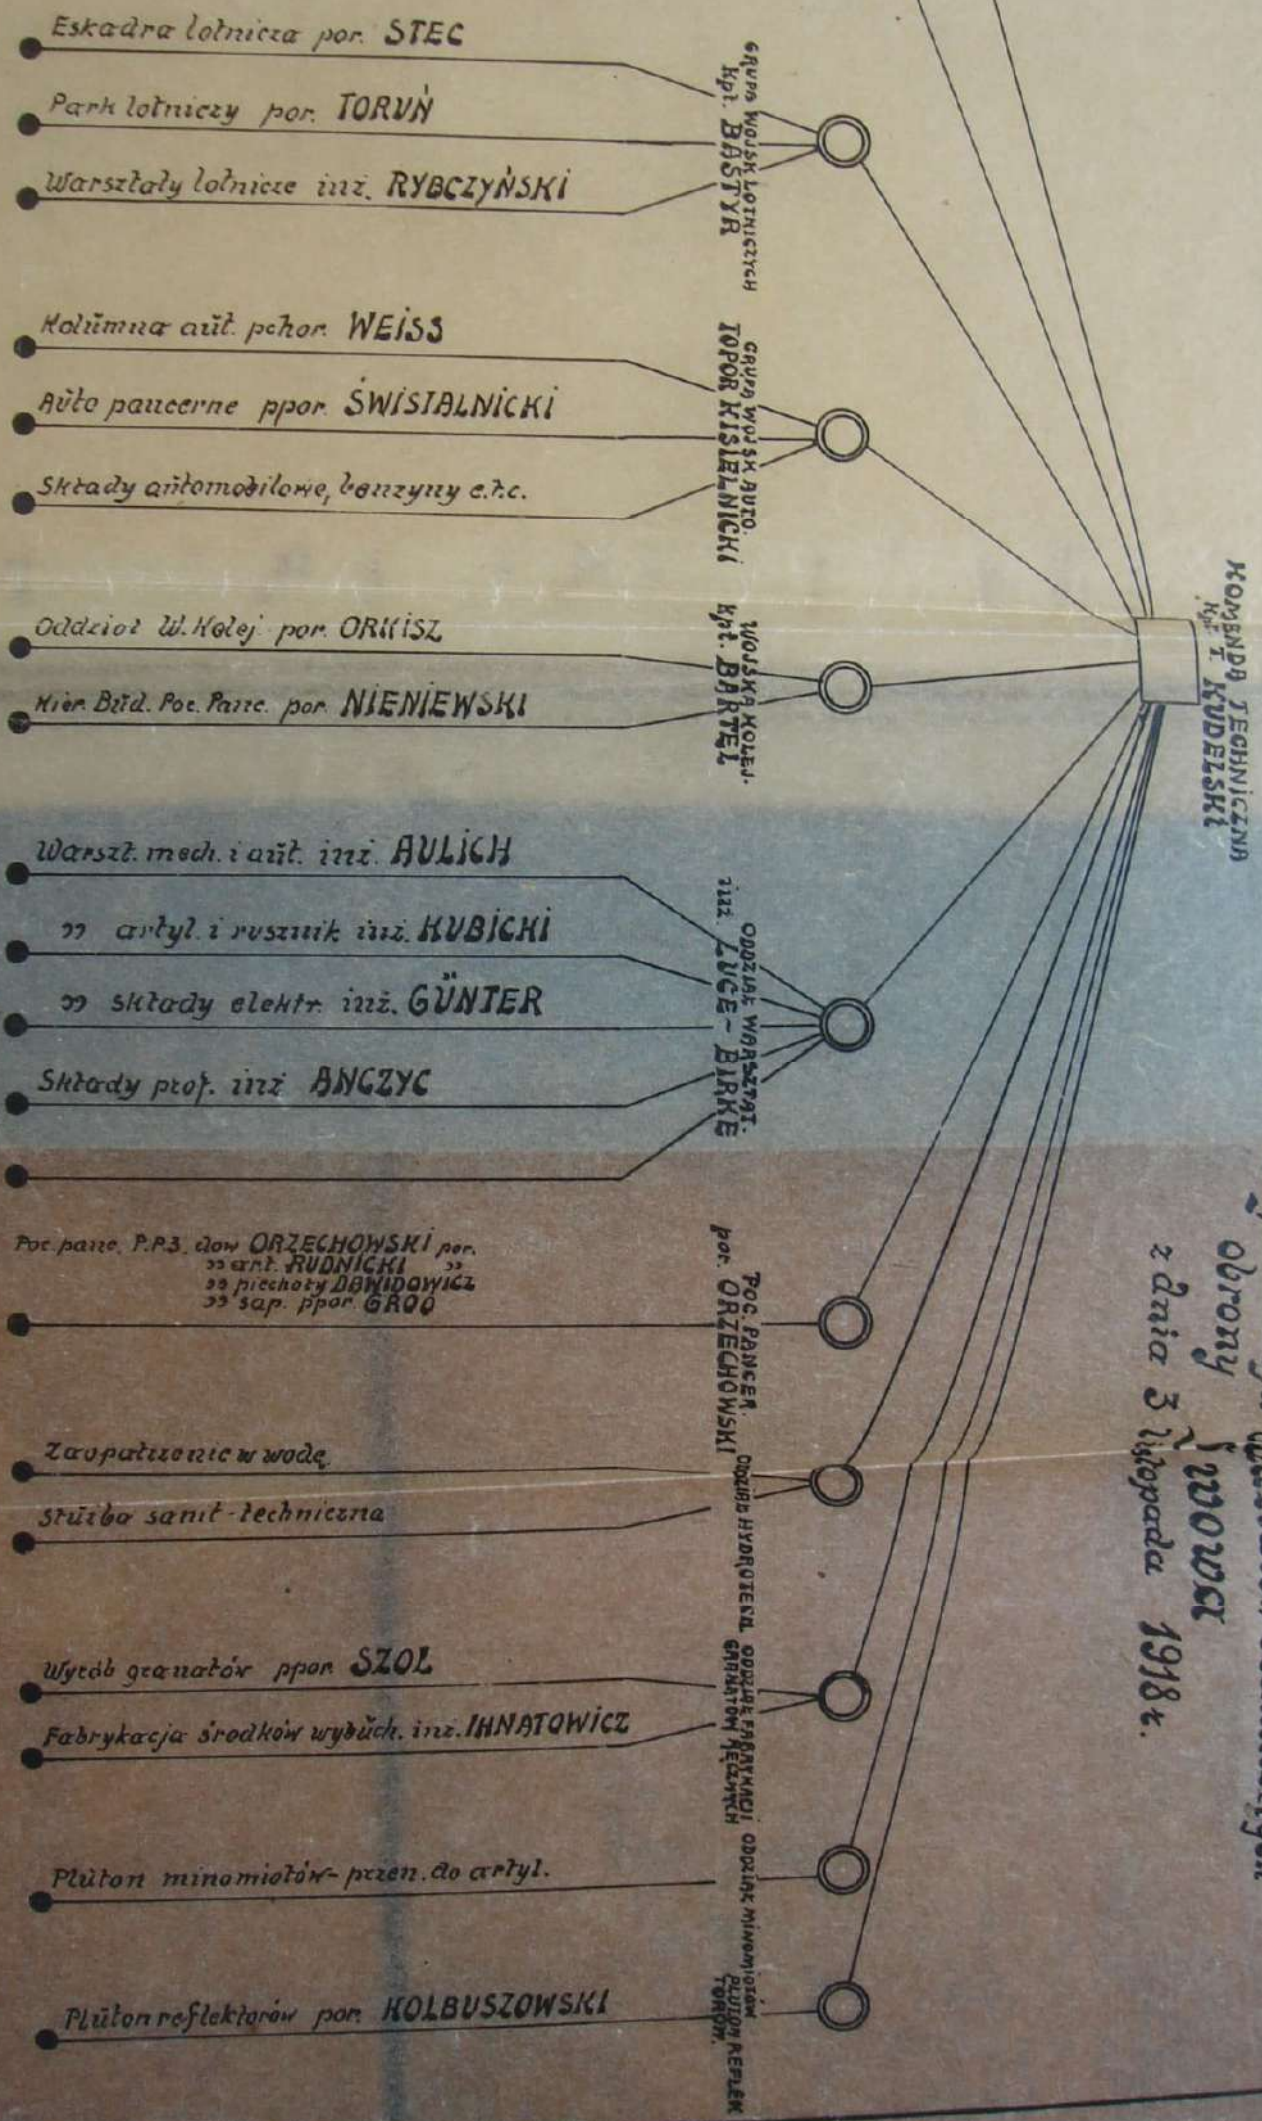 Eskadra lotnicza por. STEC
Park lotniczy por. TORUŃ
Warsztaty lotnicze inż. RYBCZYŃSKI
GRUPA WOJSK LOTNICZYCH
kpt. BASTYR
Kolumna aut. pchor. WEISS
Auto pancerne ppor. ŚWISTALNICKI
Składy automobilowe, benzyny e.t.c.
GRUPA WOJSK AUTO.
TOPOR KISIELNICKI
Oddział W. Kolej. por. ORKISZ
Kier. Bud. Poc. Panc. por. NIENIEWSKI
WOJSKA KOLEJ.
kpt. BARTEL
KOMENDA TECHNICZNA
kpt. T. KUDELSKI
Warszt. mech. i aut. inż. AULICH
" artyl. i rusznik inż. KUBICKI
" składy elektr. inż. GÜNTER
Składy prof. inż ANCZYC
ODDZIAŁ WARSZTAT.
inż. LUCE-BIRKE
Poc. panc. P.P.3. dow ORZECHOWSKI por.
" art. RUDNICKI "
" piechoty DAWIDOWICZ
" sap. ppor.
POC. PANCER.
por. ORZECHOWSKI
Zaopatrzenie w wodę
Służba sanit-techniczna
ODDZIAŁ HYDROTECH.
Wyrób granatów ppor. SZOL
Fabrykacja środków wybuch. inż. IHNATOWICZ
ODDZIAŁ FABRYKACJI
GRANATÓW RĘCZNYCH
Pluton minomiotów - przen. do artyl.
ODDZIAŁ MINOMIOTÓW
Pluton reflektorów por. KOLBUSZOWSKI
PLUTON REFLEK
TORÓW.
obrony Lwowa
z dnia 3 listopada 1918 r.